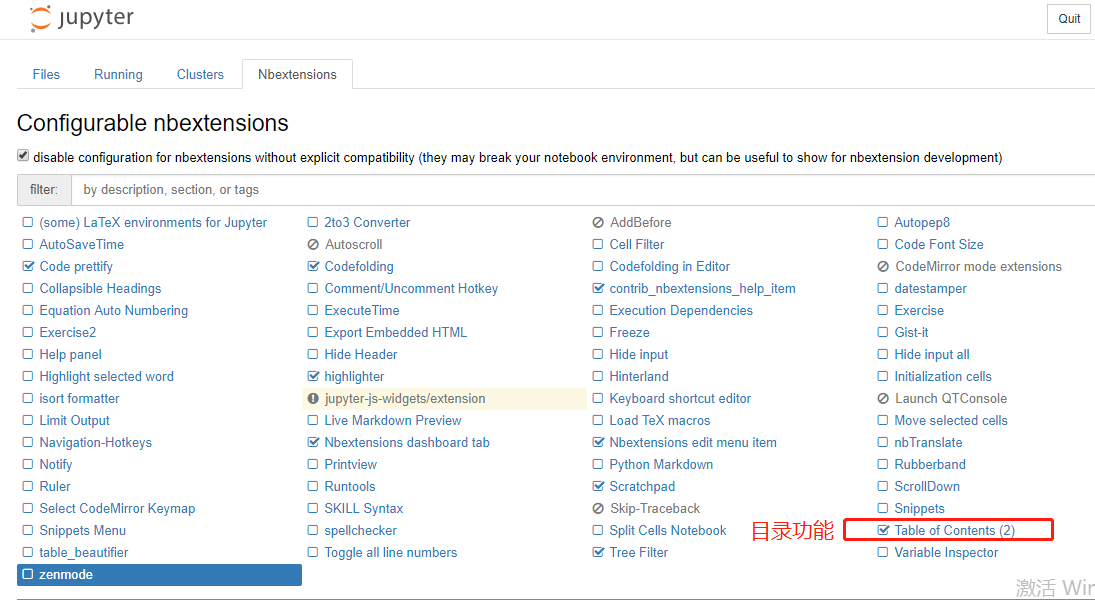 jupyter
Quit
Files Running Clusters Nbextensions
Configurable nbextensions
disable configuration for nbextensions without explicit compatibility (they may break your notebook environment, but can be useful to show for nbextension development)
filter: by description, section, or tags
(some) LaTeX environments for Jupyter 2to3 Converter AddBefore Autopep8
AutoSaveTime Autoscroll Cell Filter Code Font Size
Code prettify Codefolding Codefolding in Editor CodeMirror mode extensions
Collapsible Headings Comment/Uncomment Hotkey contrib_nbextensions_help_item datestamper
Equation Auto Numbering ExecuteTime Execution Dependencies Exercise
Exercise2 Export Embedded HTML Freeze Gist-it
Help panel Hide Header Hide input Hide input all
Highlight selected word highlighter Hinterland Initialization cells
isort formatter jupyter-js-widgets/extension Keyboard shortcut editor Launch QTConsole
Limit Output Live Markdown Preview Load TeX macros Move selected cells
Navigation-Hotkeys Nbextensions dashboard tab Nbextensions edit menu item nbTranslate
Notify Printview Python Markdown Rubberband
Ruler Runtools Scratchpad ScrollDown
Select CodeMirror Keymap SKILL Syntax Skip-Traceback Snippets
Snippets Menu spellchecker Split Cells Notebook 目录功能 Table of Contents (2)
table_beautifier Toggle all line numbers Tree Filter Variable Inspector
zenmode
激活 Win